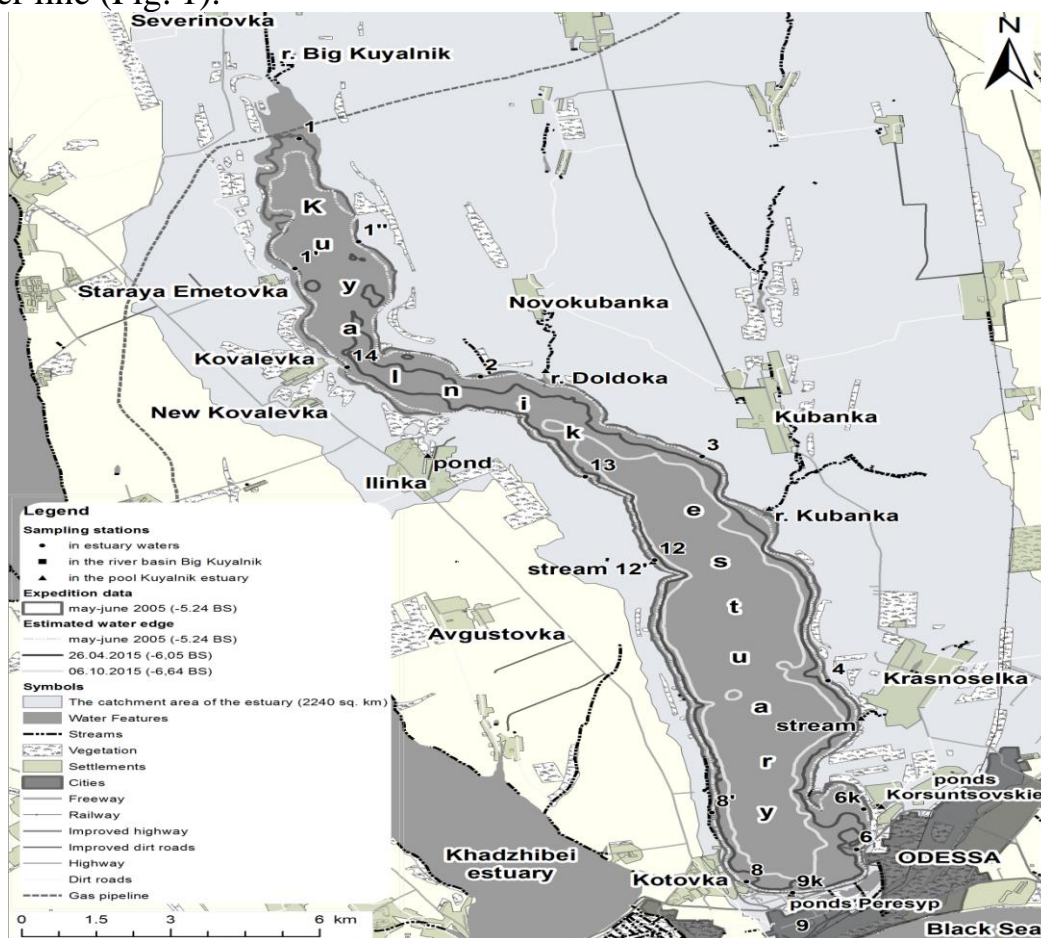 er line (Fig. 1).
Severinovka
N
r. Big Kuyalnik
1
K
1"
u
1'
y
Staraya Emetovka
Novokubanka
a
14
Kovalevka
2
l
r. Doldoka
n
i
New Kovalevka
Kubanka
k
3
pond
13
Ilinka
e
r. Kubanka
12
stream 12'
s
t
Avgustovka
u
4
Krasnoselka
a
stream
r
ponds
Korsuntsovskie
6k
8'
y
6
ODESSA
Khadzhibei
estuary
Kotovka
8
9k
ponds Peresyp
9
Black Sea
Legend
Sampling stations
in estuary waters
in the river basin Big Kuyalnik
in the pool Kuyalnik estuary
Expedition data
may-june 2005 (-5.24 BS)
Estimated water edge
may-june 2005 (-5.24 BS)
26.04.2015 (-6,05 BS)
06.10.2015 (-6,64 BS)
Symbols
The catchment area of the estuary (2240 sq. km)
Water Features
Streams
Vegetation
Settlements
Cities
Freeway
Railway
Improved highway
Improved dirt roads
Highway
Dirt roads
Gas pipeline
0 1.5 3 6 km